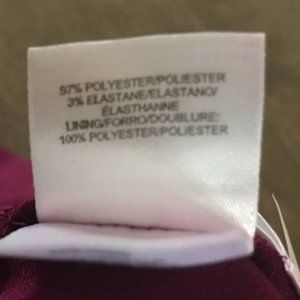 97% POLYESTER/POLIESTER
3% ELASTANE/ELASTANO/
ÉLASTHANNE
LINING/FORRO/DOUBLURE:
100% POLYESTER/POLIESTER